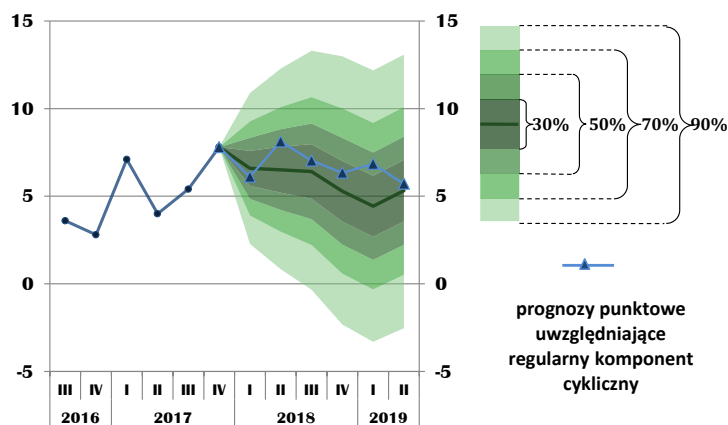 15 15
10 10
5 5
0 0
-5 -5
III IV I II III IV I II III IV I II
2016 2017 2018 2019
30% 50% 70% 90%
prognozy punktowe
uwzględniające
regularny komponent
cykliczny